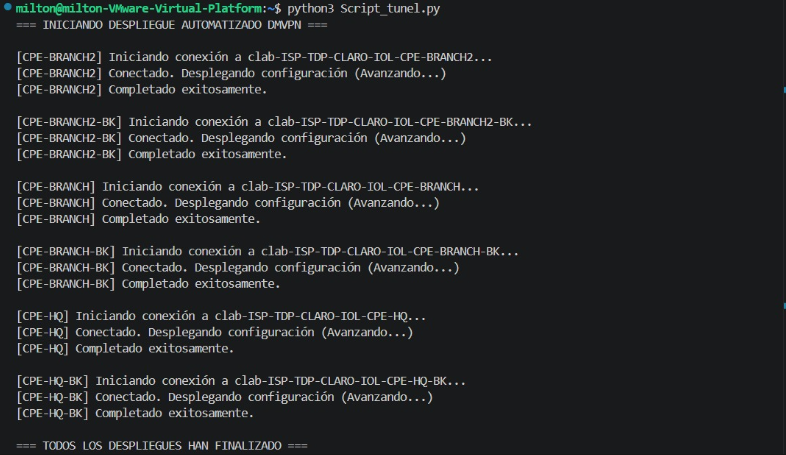 milton@milton-VMware-Virtual-Platform:~$ python3 Script_tunel.py
=== INICIANDO DESPLIEGUE AUTOMATIZADO DMVPN ===
[CPE-BRANCH2] Iniciando conexión a clab-ISP-TDP-CLARO-IOL-CPE-BRANCH2...
[CPE-BRANCH2] Conectado. Desplegando configuración (Avanzando...)
[CPE-BRANCH2] Completado exitosamente.
[CPE-BRANCH2-BK] Iniciando conexión a clab-ISP-TDP-CLARO-IOL-CPE-BRANCH2-BK...
[CPE-BRANCH2-BK] Conectado. Desplegando configuración (Avanzando...)
[CPE-BRANCH2-BK] Completado exitosamente.
[CPE-BRANCH] Iniciando conexión a clab-ISP-TDP-CLARO-IOL-CPE-BRANCH...
[CPE-BRANCH] Conectado. Desplegando configuración (Avanzando...)
[CPE-BRANCH] Completado exitosamente.
[CPE-BRANCH-BK] Iniciando conexión a clab-ISP-TDP-CLARO-IOL-CPE-BRANCH-BK...
[CPE-BRANCH-BK] Conectado. Desplegando configuración (Avanzando...)
[CPE-BRANCH-BK] Completado exitosamente.
[CPE-HQ] Iniciando conexión a clab-ISP-TDP-CLARO-IOL-CPE-HQ...
[CPE-HQ] Conectado. Desplegando configuración (Avanzando...)
[CPE-HQ] Completado exitosamente.
[CPE-HQ-BK] Iniciando conexión a clab-ISP-TDP-CLARO-IOL-CPE-HQ-BK...
[CPE-HQ-BK] Conectado. Desplegando configuración (Avanzando...)
[CPE-HQ-BK] Completado exitosamente.
=== TODOS LOS DESPLIEGUES HAN FINALIZADO ===